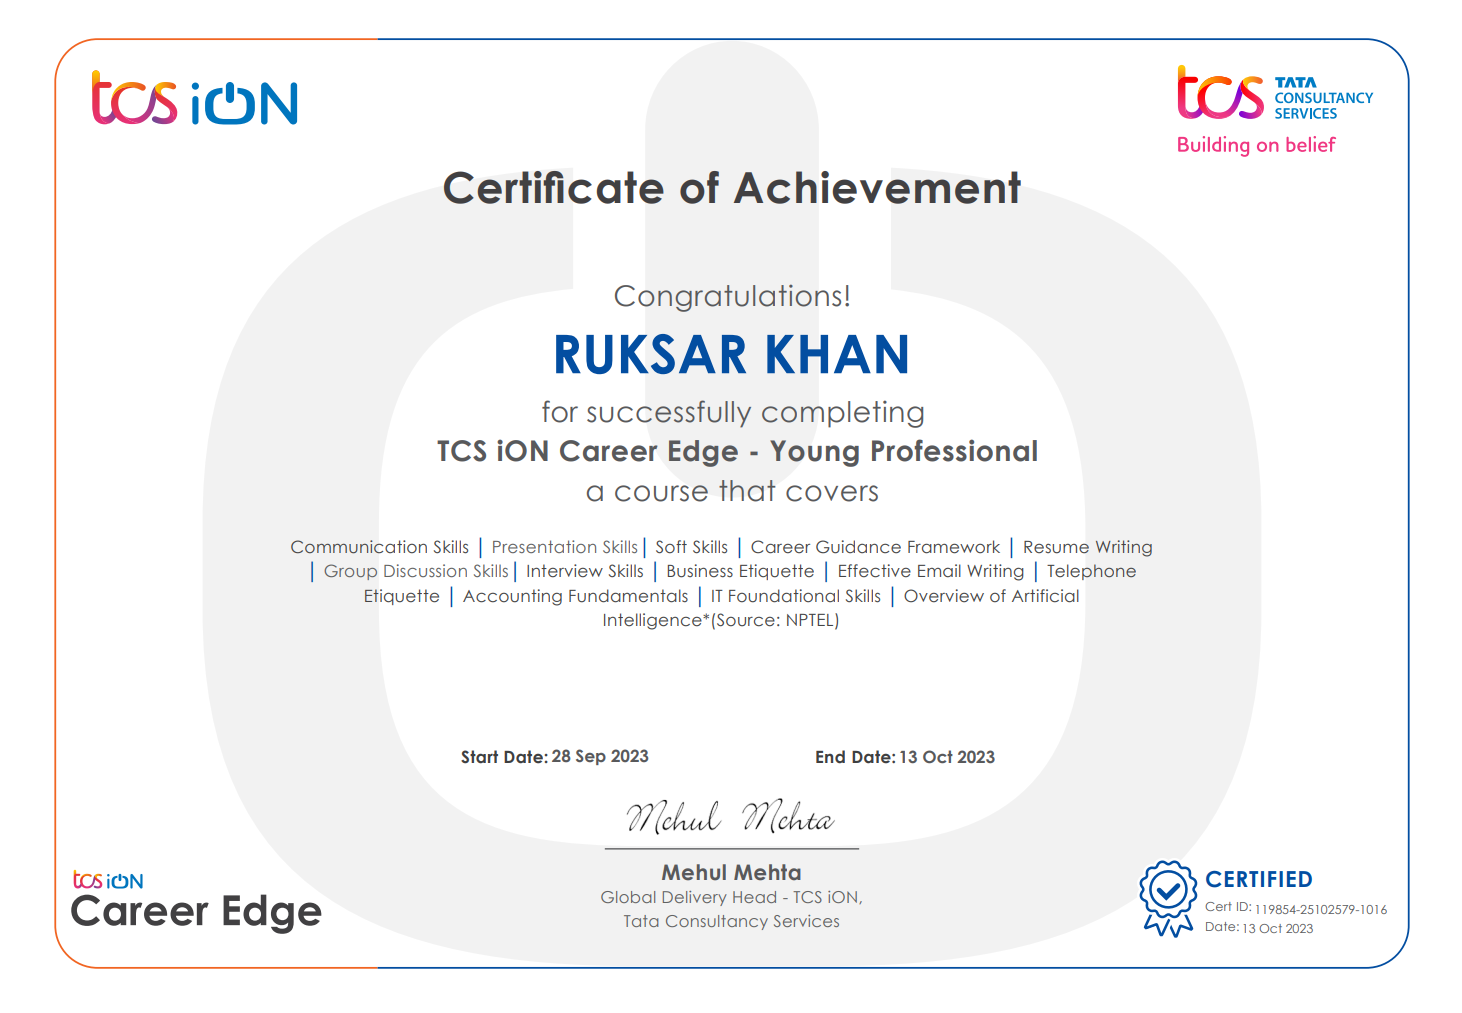 tcs iON
tcs TATA
CONSULTANCY
SERVICES
Building on belief
Certificate of Achievement
Congratulations!
RUKSAR KHAN
for successfully completing
TCS iON Career Edge - Young Professional
a course that covers
Communication Skills | Presentation Skills | Soft Skills | Career Guidance Framework | Resume Writing
| Group Discussion Skills | Interview Skills | Business Etiquette | Effective Email Writing | Telephone
Etiquette | Accounting Fundamentals | IT Foundational Skills | Overview of Artificial
Intelligence*(Source: NPTEL)
Start Date: 28 Sep 2023 End Date: 13 Oct 2023
Mehul Mehta
Mehul Mehta
Global Delivery Head - TCS iON,
Tata Consultancy Services
tcs iON
Career Edge
CERTIFIED
Cert ID: 119854-25102579-1016
Date: 13 Oct 2023